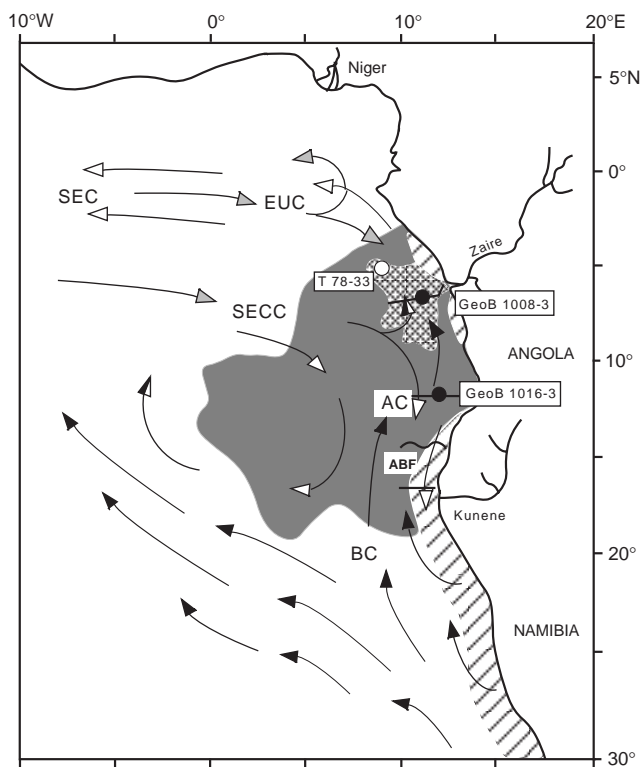 10°W
0°
10°
20°E
Niger
5°N
0°
SEC
EUC
Zaire
T 78-33
GeoB 1008-3
SECC
ANGOLA
10°
GeoB 1016-3
AC
ABF
Kunene
BC
20°
NAMIBIA
30°